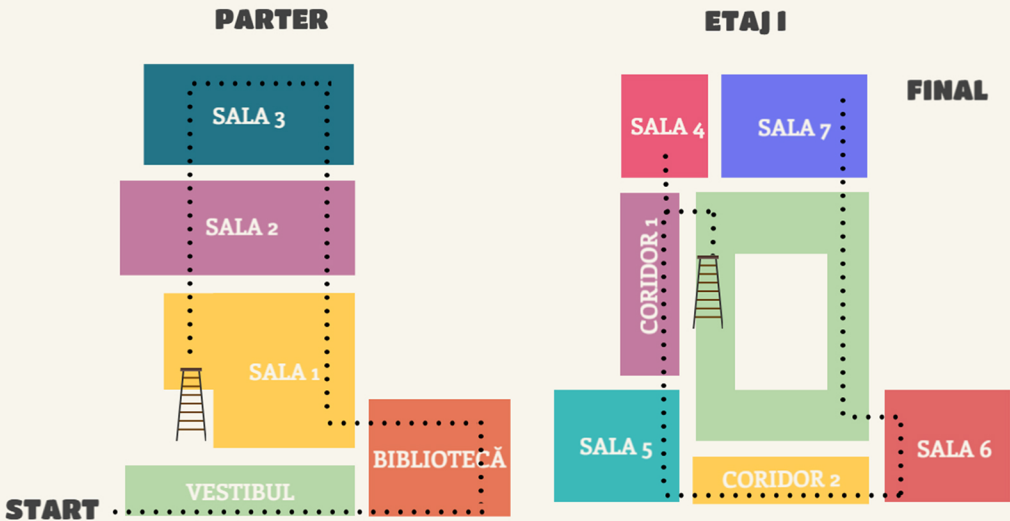 PARTER
SALA 3
SALA 2
SALA 1
BIBLIOTECĂ
VESTIBUL
START
ETAJ I
FINAL
SALA 4
SALA 7
CORIDOR 1
SALA 5
SALA 6
CORIDOR 2